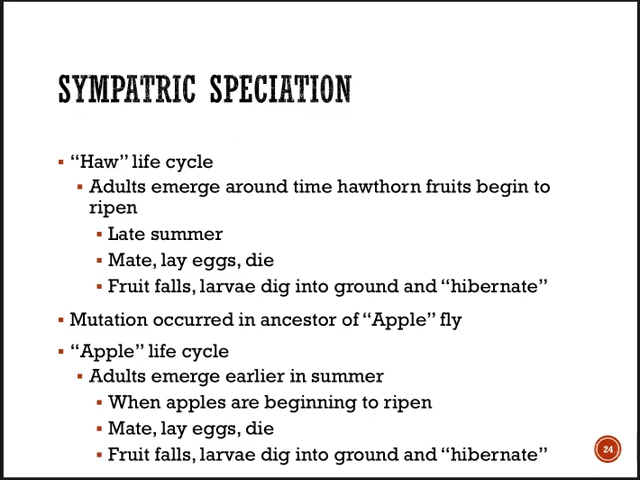 SYMPATRIC SPECIATION
▪ “Haw” life cycle
▪ Adults emerge around time hawthorn fruits begin to
ripen
▪ Late summer
▪ Mate, lay eggs, die
▪ Fruit falls, larvae dig into ground and “hibernate”
▪ Mutation occurred in ancestor of “Apple” fly
▪ “Apple” life cycle
▪ Adults emerge earlier in summer
▪ When apples are beginning to ripen
▪ Mate, lay eggs, die
▪ Fruit falls, larvae dig into ground and “hibernate”
24